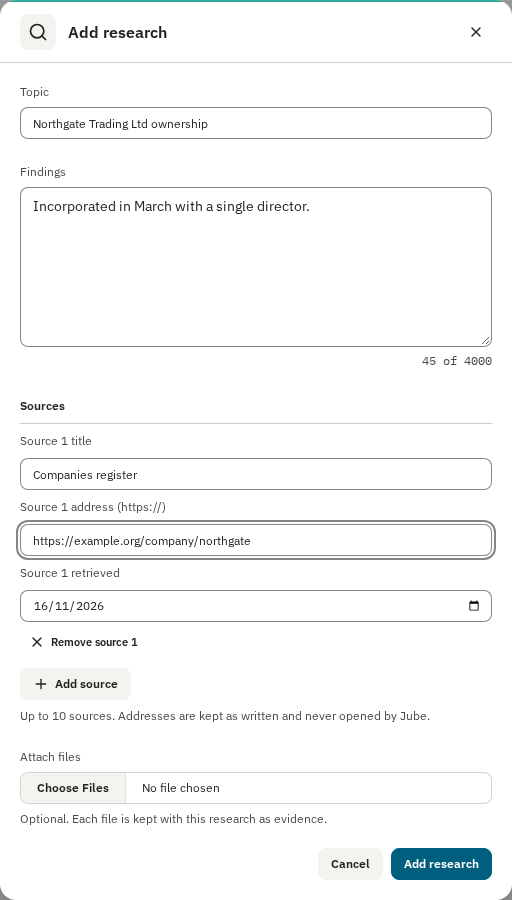 Add research
Topic
Northgate Trading Ltd ownership
Findings
Incorporated in March with a single director.
45 of 4000
Sources
Source 1 title
Companies register
Source 1 address (https://)
https://example.org/company/northgate
Source 1 retrieved
16/11/2026
Remove source 1
Add source
Up to 10 sources. Addresses are kept as written and never opened by Jube.
Attach files
Choose Files No file chosen
Optional. Each file is kept with this research as evidence.
Cancel Add research